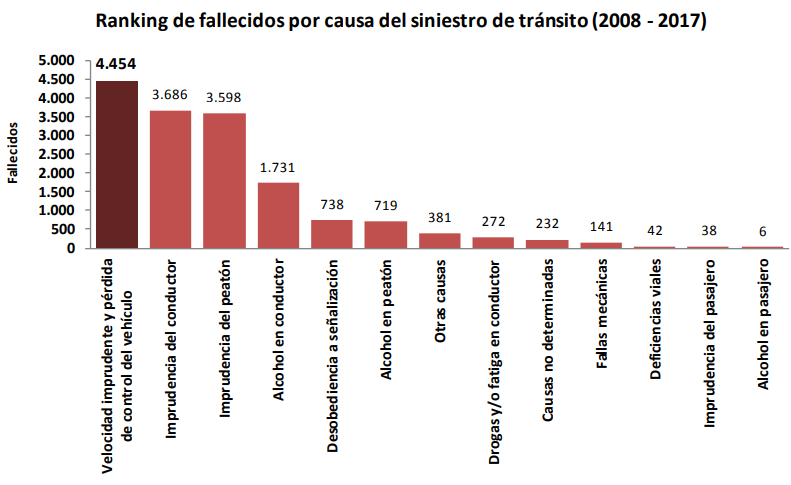 Ranking de fallecidos por causa del siniestro de tránsito (2008 - 2017)
Fallecidos
5.000
4.500
4.000
3.500
3.000
2.500
2.000
1.500
1.000
500
0
4.454
3.686
3.598
1.731
738
719
381
272
232
141
42
38
6
Velocidad imprudente y pérdida
de control del vehículo
Imprudencia del conductor
Imprudencia del peatón
Alcohol en conductor
Desobediencia a señalización
Alcohol en peatón
Otras causas
Drogas y/o fatiga en conductor
Causas no determinadas
Fallas mecánicas
Deficiencias viales
Imprudencia del pasajero
Alcohol en pasajero